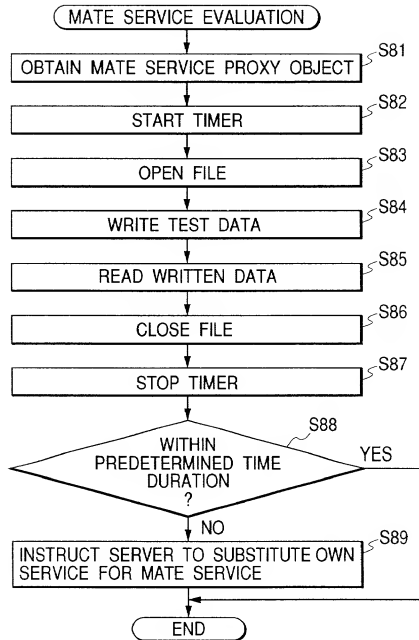 MATE SERVICE EVALUATION
S81
OBTAIN MATE SERVICE PROXY OBJECT
S82
START TIMER
S83
OPEN FILE
S84
WRITE TEST DATA
S85
READ WRITTEN DATA
S86
CLOSE FILE
S87
STOP TIMER
S88
WITHIN
PREDETERMINED TIME
DURATION
?
YES
NO
S89
INSTRUCT SERVER TO SUBSTITUTE OWN
SERVICE FOR MATE SERVICE
END